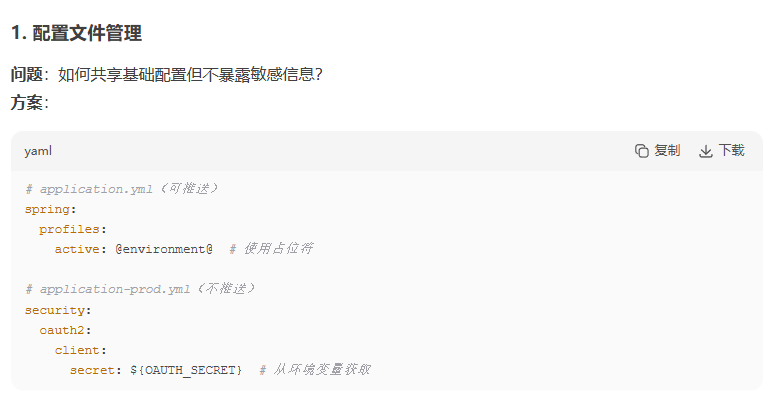 1. 配置文件管理
问题：如何共享基础配置但不暴露敏感信息？
方案：
yaml 复制 下载
# application.yml（可推送）
spring:
  profiles:
    active: @environment@  # 使用占位符
# application-prod.yml（不推送）
security:
  oauth2:
    client:
      secret: ${OAUTH_SECRET}  # 从环境变量获取